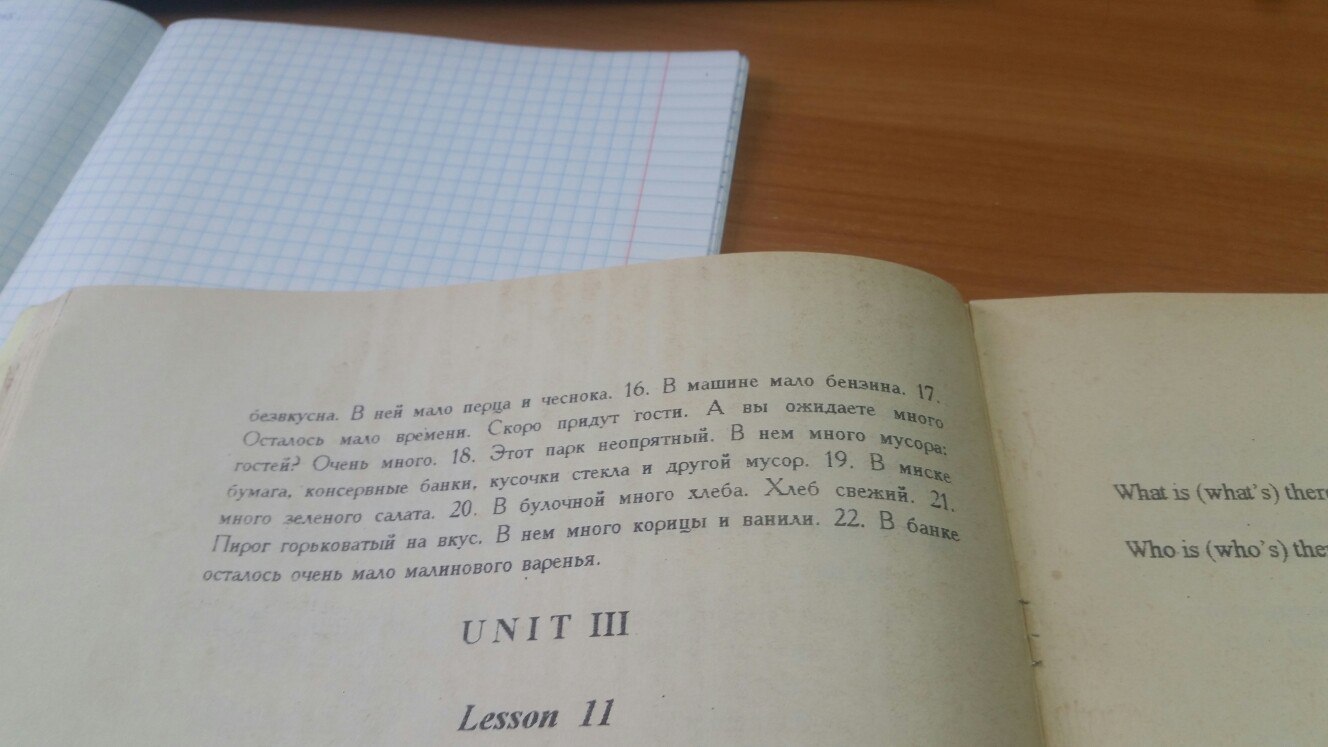 безвкусна. В ней мало перца и чеснока. 16. В машине мало бензина. 17.
Осталось мало времени. Скоро придут гости. А вы ожидаете много
гостей? Очень много. 18. Этот парк неопрятный. В нем много мусора:
бумага, консервные банки, кусочки стекла и другой мусор. 19. В миске
много зеленого салата. 20. В булочной много хлеба. Хлеб свежий. 21.
Пирог горьковатый на вкус. В нем много корицы и ванили. 22. В банке
осталось очень мало малинового варенья.
UNIT III
Lesson 11
What is (what's)
Who is (who's)